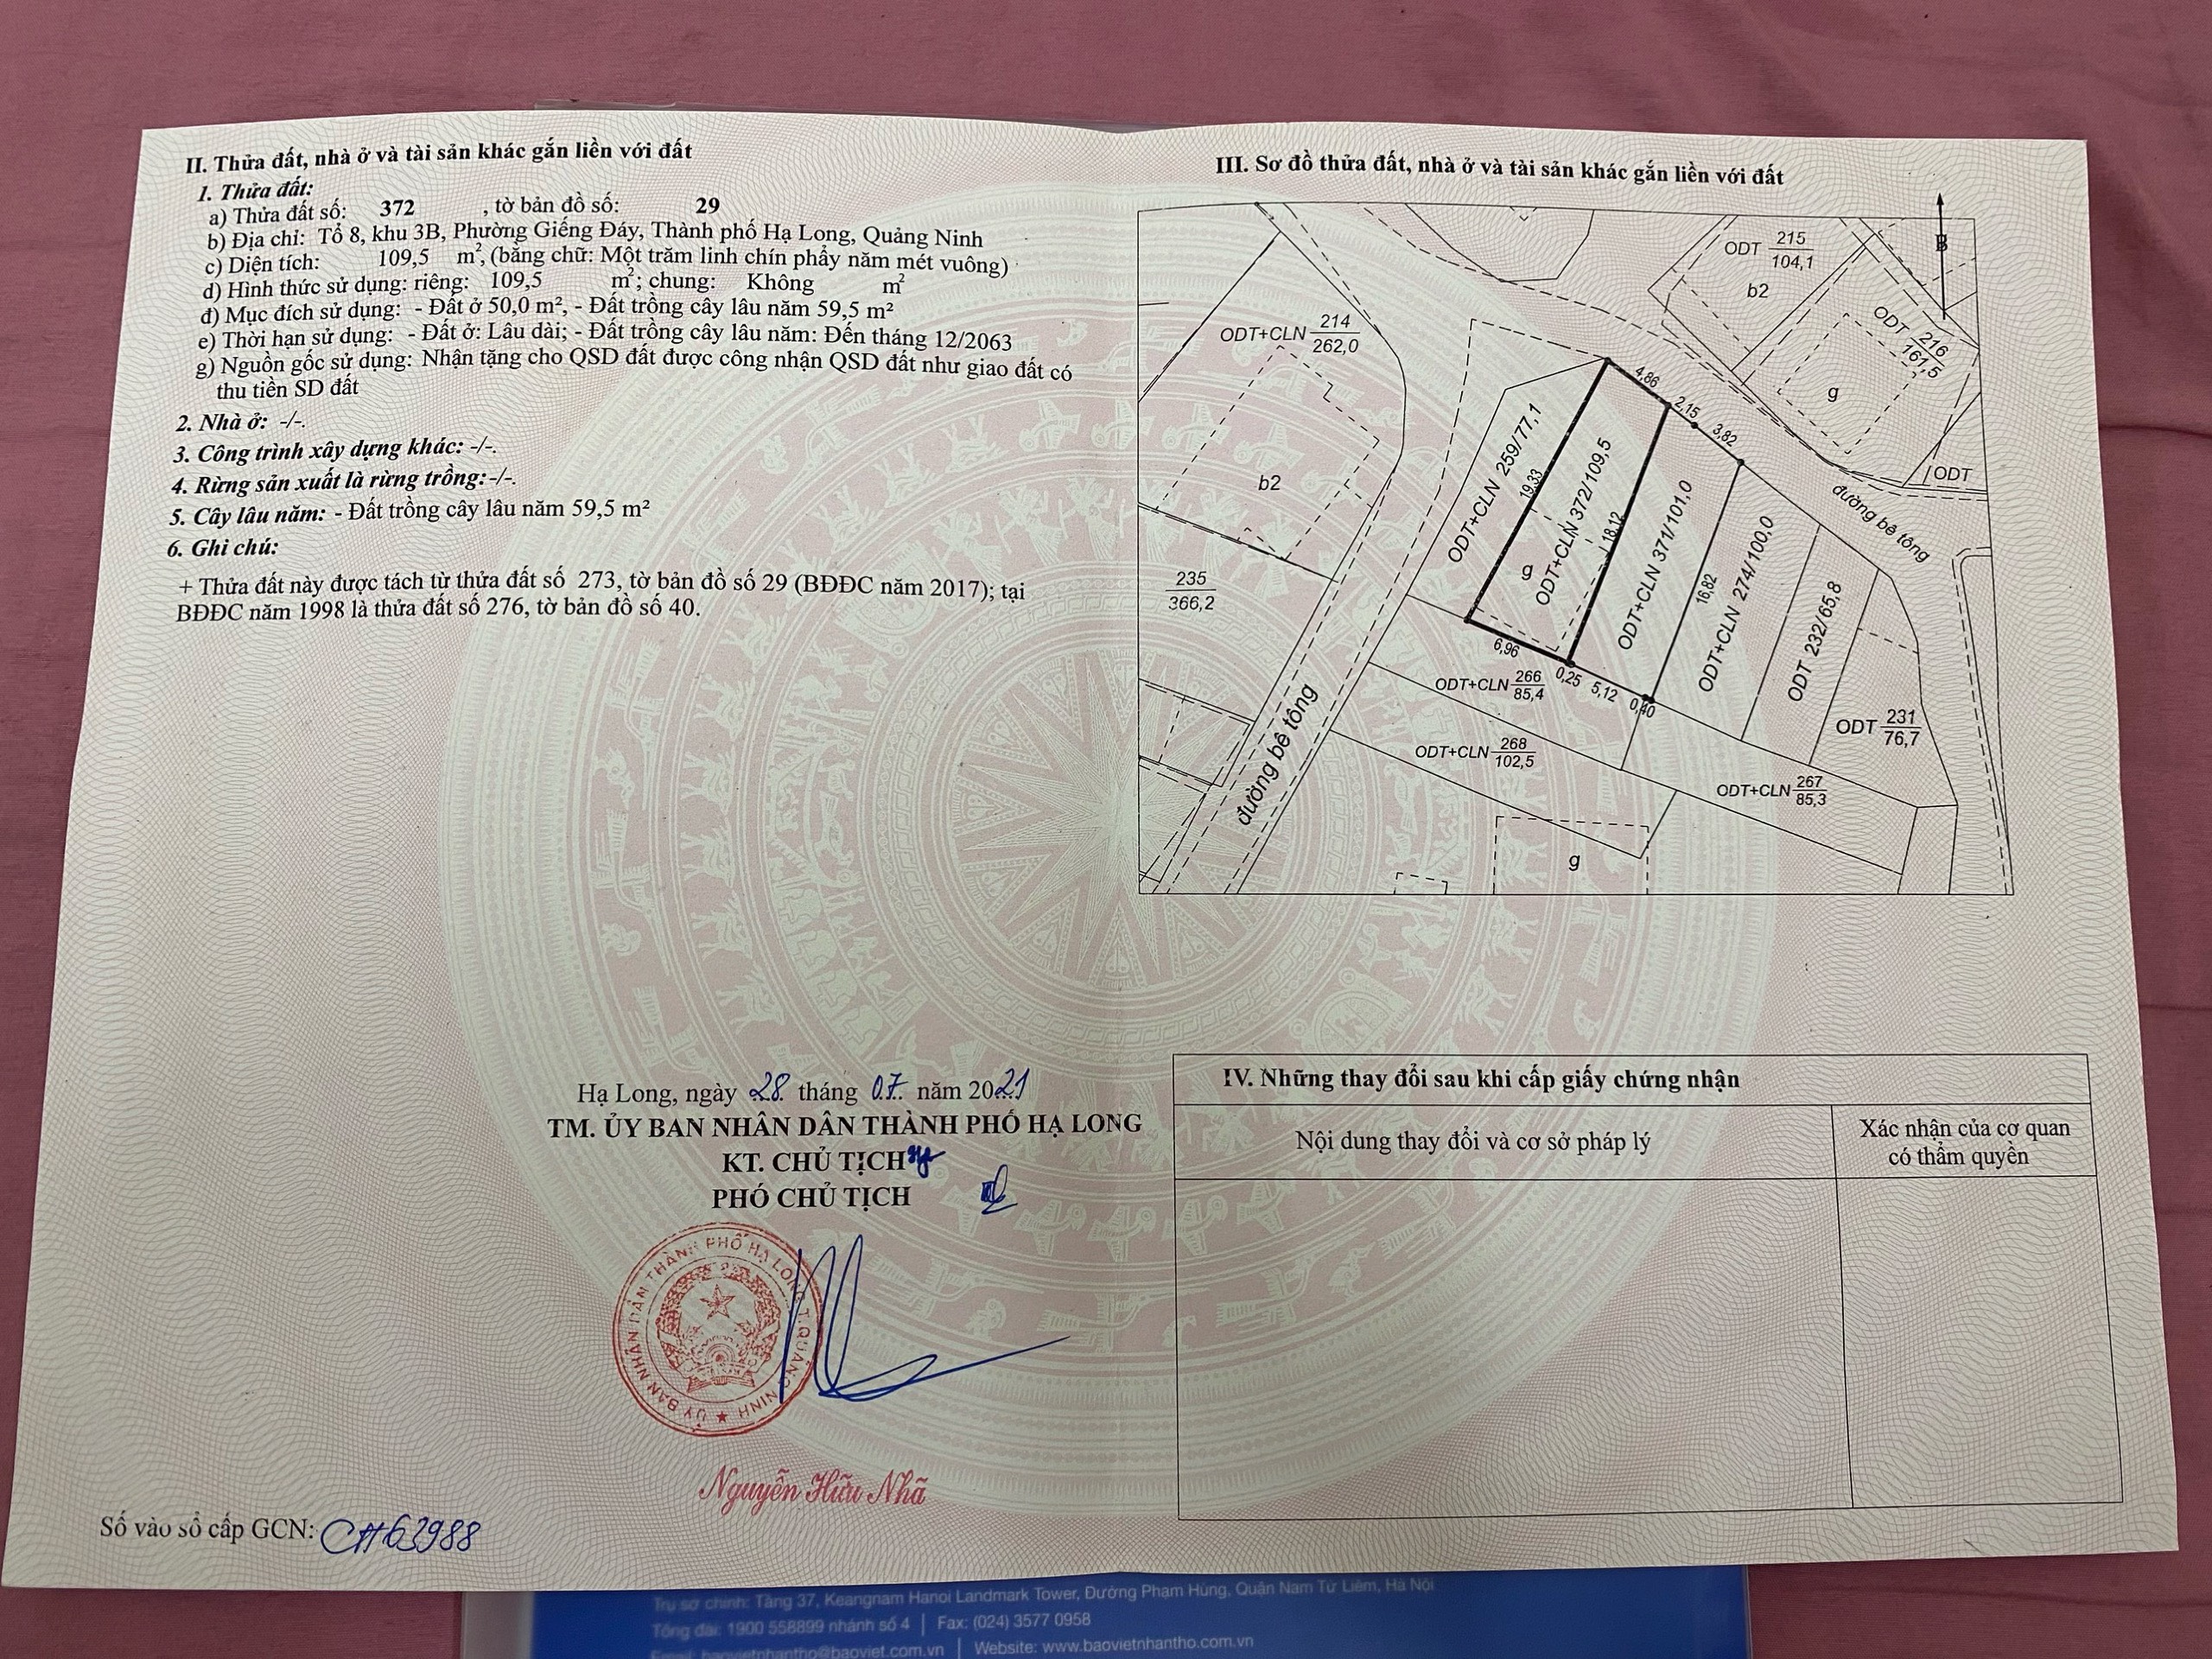 II. Thửa đất, nhà ở và tài sản khác gắn liền với đất
1. Thửa đất:
a) Thửa đất số: 372 , tờ bản đồ số: 29
b) Địa chỉ: Tổ 8, khu 3B, Phường Giếng Đáy, Thành phố Hạ Long, Quảng Ninh
c) Diện tích: 109,5 m², (bằng chữ: Một trăm linh chín phẩy năm mét vuông)
d) Hình thức sử dụng: riêng: 109,5 m²; chung: Không m²
đ) Mục đích sử dụng: - Đất ở 50,0 m², - Đất trồng cây lâu năm 59,5 m²
e) Thời hạn sử dụng: - Đất ở: Lâu dài; - Đất trồng cây lâu năm: Đến tháng 12/2063
g) Nguồn gốc sử dụng: Nhận tặng cho QSD đất được công nhận QSD đất như giao đất có
thu tiền SD đất
2. Nhà ở: -/-.
3. Công trình xây dựng khác: -/-.
4. Rừng sản xuất là rừng trồng:-/-.
5. Cây lâu năm: - Đất trồng cây lâu năm 59,5 m²
6. Ghi chú:
+ Thửa đất này được tách từ thửa đất số 273, tờ bản đồ số 29 (BĐĐC năm 2017); tại
BĐĐC năm 1998 là thửa đất số 276, tờ bản đồ số 40.
Hạ Long, ngày 28 tháng 07 năm 2021
TM. ỦY BAN NHÂN DÂN THÀNH PHỐ HẠ LONG
KT. CHỦ TỊCH
PHÓ CHỦ TỊCH
ỦY BAN NHÂN DÂN THÀNH PHỐ HẠ LONG T.QUẢNG NINH
Nguyễn Hữu Nhã
Số vào sổ cấp GCN: CH63988
III. Sơ đồ thửa đất, nhà ở và tài sản khác gắn liền với đất
B
ODT 215
104,1
b2
ODT 216
161,5
g
ODT
ODT+CLN 214
262,0
b2
235
366,2
4,86
2,15
3,82
ODT+CLN 259/77,1
19,33
ODT+CLN 372/109,5
g
18,12
ODT+CLN 371/101,0
16,82
ODT+CLN 274/100,0
ODT 232/65,8
đường bê tông
6,96
0,25
5,12
0,40
ODT+CLN 266
85,4
ODT 231
76,7
ODT+CLN 268
102,5
ODT+CLN 267
85,3
đường bê tông
g
IV. Những thay đổi sau khi cấp giấy chứng nhận
Nội dung thay đổi và cơ sở pháp lý
Xác nhận của cơ quan
có thẩm quyền
Trụ sở chính: Tầng 37, Keangnam Hanoi Landmark Tower, Đường Phạm Hùng, Quận Nam Từ Liêm, Hà Nội
Tổng đài: 1900 558899 nhánh số 4 | Fax: (024) 3577 0958
Email: baovietnhantho@baoviet.com.vn | Website: www.baovietnhantho.com.vn